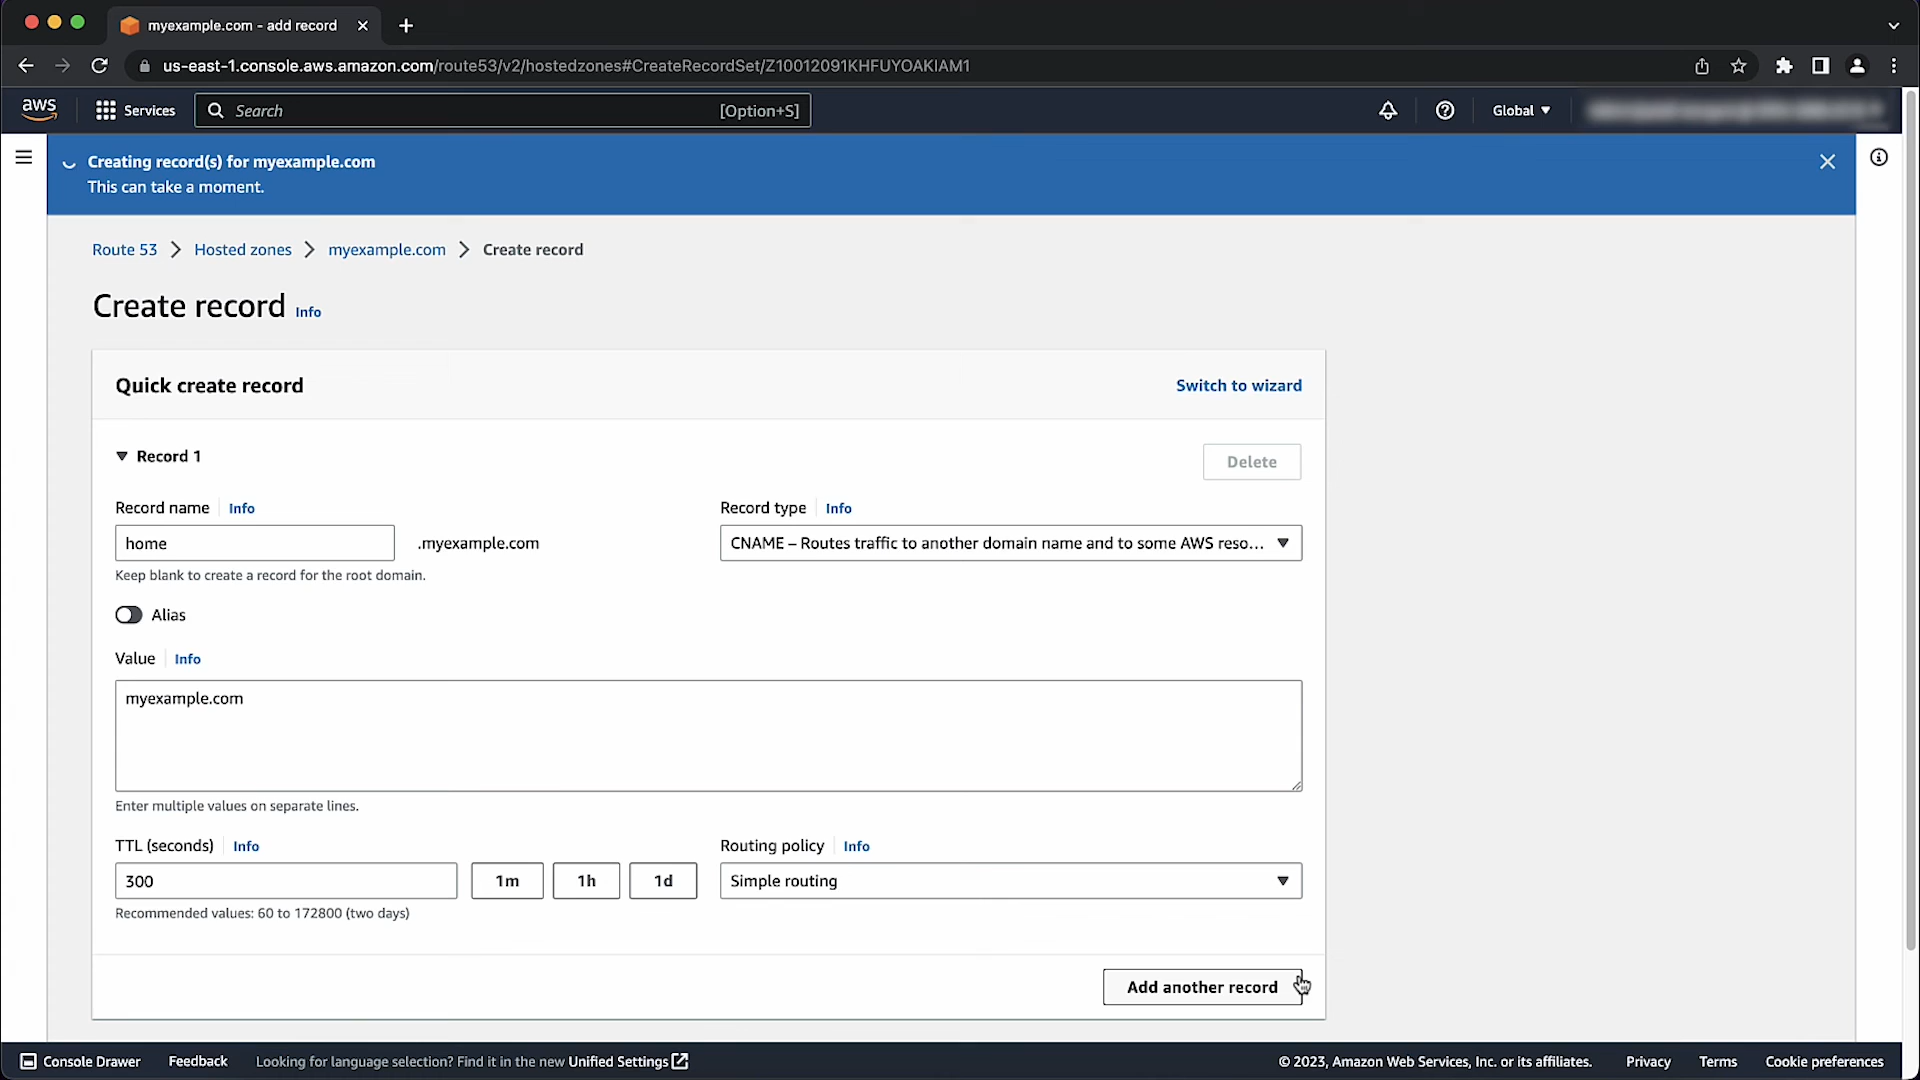 myexample.com - add record
us-east-1.console.aws.amazon.com/route53/v2/hostedzones#CreateRecordSet/Z10012091KHFUYOAKIAM1
aws
Services
Search
[Option+S]
Global
Creating record(s) for myexample.com
This can take a moment.
Route 53
Hosted zones
myexample.com
Create record
Create record Info
Quick create record
Switch to wizard
Record 1
Delete
Record name Info
Record type Info
home
.myexample.com
CNAME – Routes traffic to another domain name and to some AWS reso...
Keep blank to create a record for the root domain.
Alias
Value Info
myexample.com
Enter multiple values on separate lines.
TTL (seconds) Info
Routing policy Info
300
1m
1h
1d
Simple routing
Recommended values: 60 to 172800 (two days)
Add another record
Console Drawer
Feedback
Looking for language selection? Find it in the new Unified Settings
© 2023, Amazon Web Services, Inc. or its affiliates.
Privacy
Terms
Cookie preferences